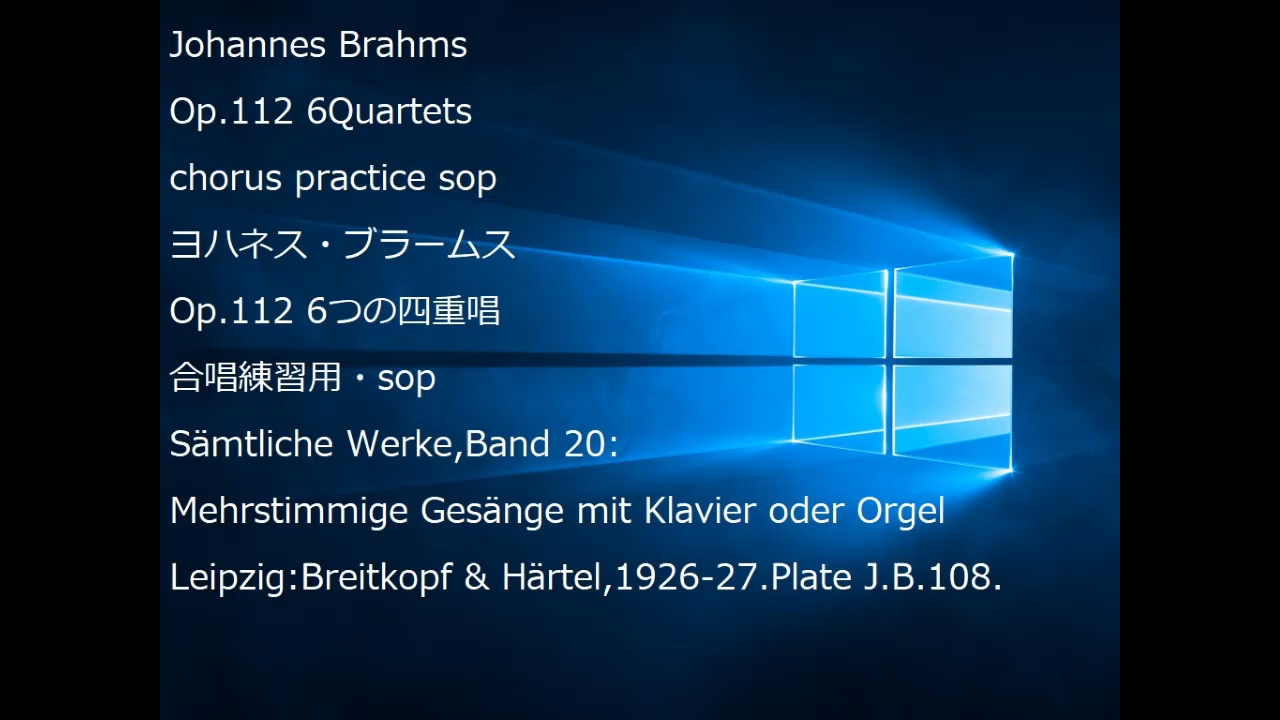 Johannes Brahms
Op.112 6Quartets
chorus practice sop
ヨハネス・ブラームス
Op.112 6つの四重唱
合唱練習用・sop
Sämtliche Werke,Band 20:
Mehrstimmige Gesänge mit Klavier oder Orgel
Leipzig:Breitkopf & Härtel,1926-27.Plate J.B.108.